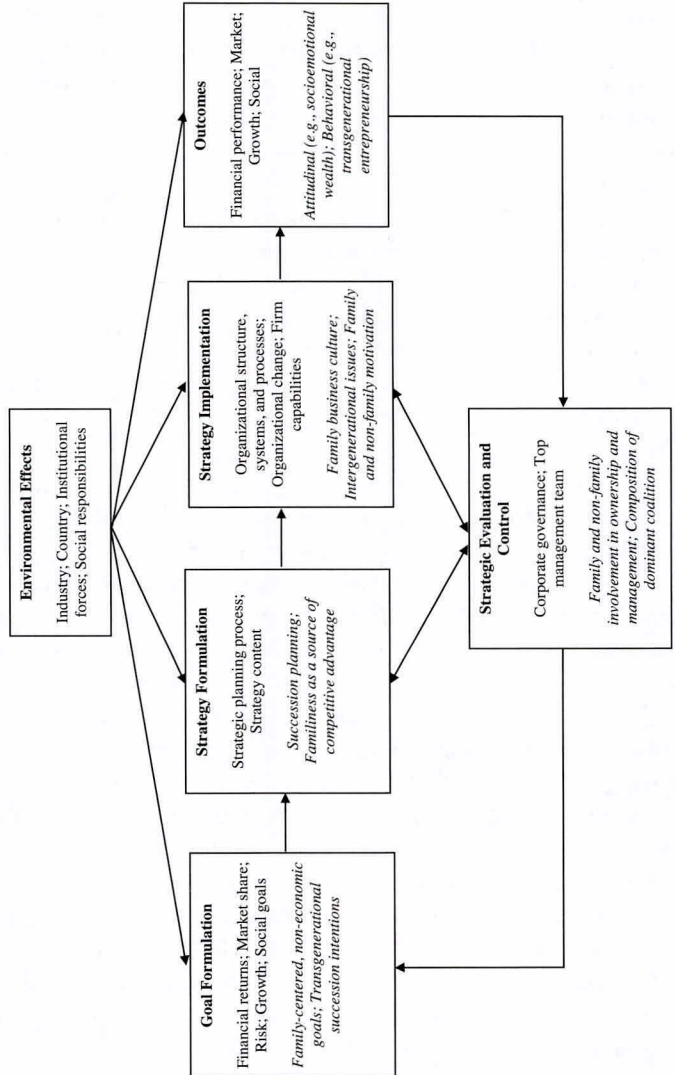 Environmental Effects
Industry; Country; Institutional
forces; Social responsibilities
Goal Formulation
Financial returns; Market share;
Risk; Growth; Social goals
Family-centered, non-economic
goals; Transgenerational
succession intentions
Strategy Formulation
Strategic planning process;
Strategy content
Succession planning;
Familiness as a source of
competitive advantage
Strategy Implementation
Organizational structure,
systems, and processes;
Organizational change; Firm
capabilities
Family business culture;
Intergenerational issues; Family
and non-family motivation
Outcomes
Financial performance; Market;
Growth; Social
Attitudinal (e.g., socioemotional
wealth); Behavioral (e.g.,
transgenerational
entrepreneurship)
Strategic Evaluation and
Control
Corporate governance; Top
management team
Family and non-family
involvement in ownership and
management; Composition of
dominant coalition